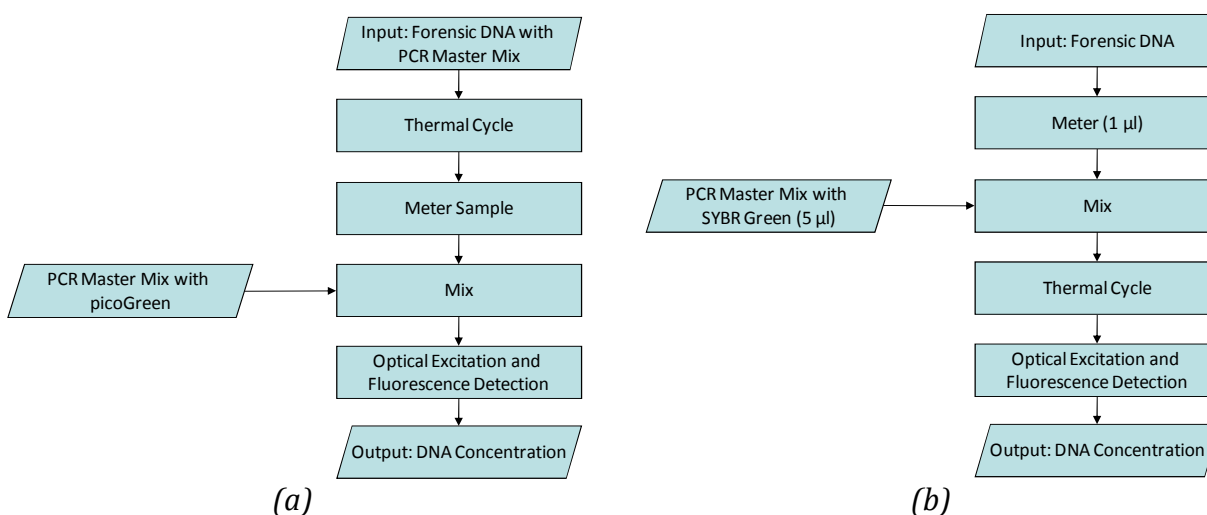 Input: Forensic DNA with
PCR Master Mix
Thermal Cycle
Meter Sample
PCR Master Mix with
picoGreen
Mix
Optical Excitation and
Fluorescence Detection
Output: DNA Concentration
(a)
Input: Forensic DNA
Meter (1 µl)
PCR Master Mix with
SYBR Green (5 µl)
Mix
Thermal Cycle
Optical Excitation and
Fluorescence Detection
Output: DNA Concentration
(b)